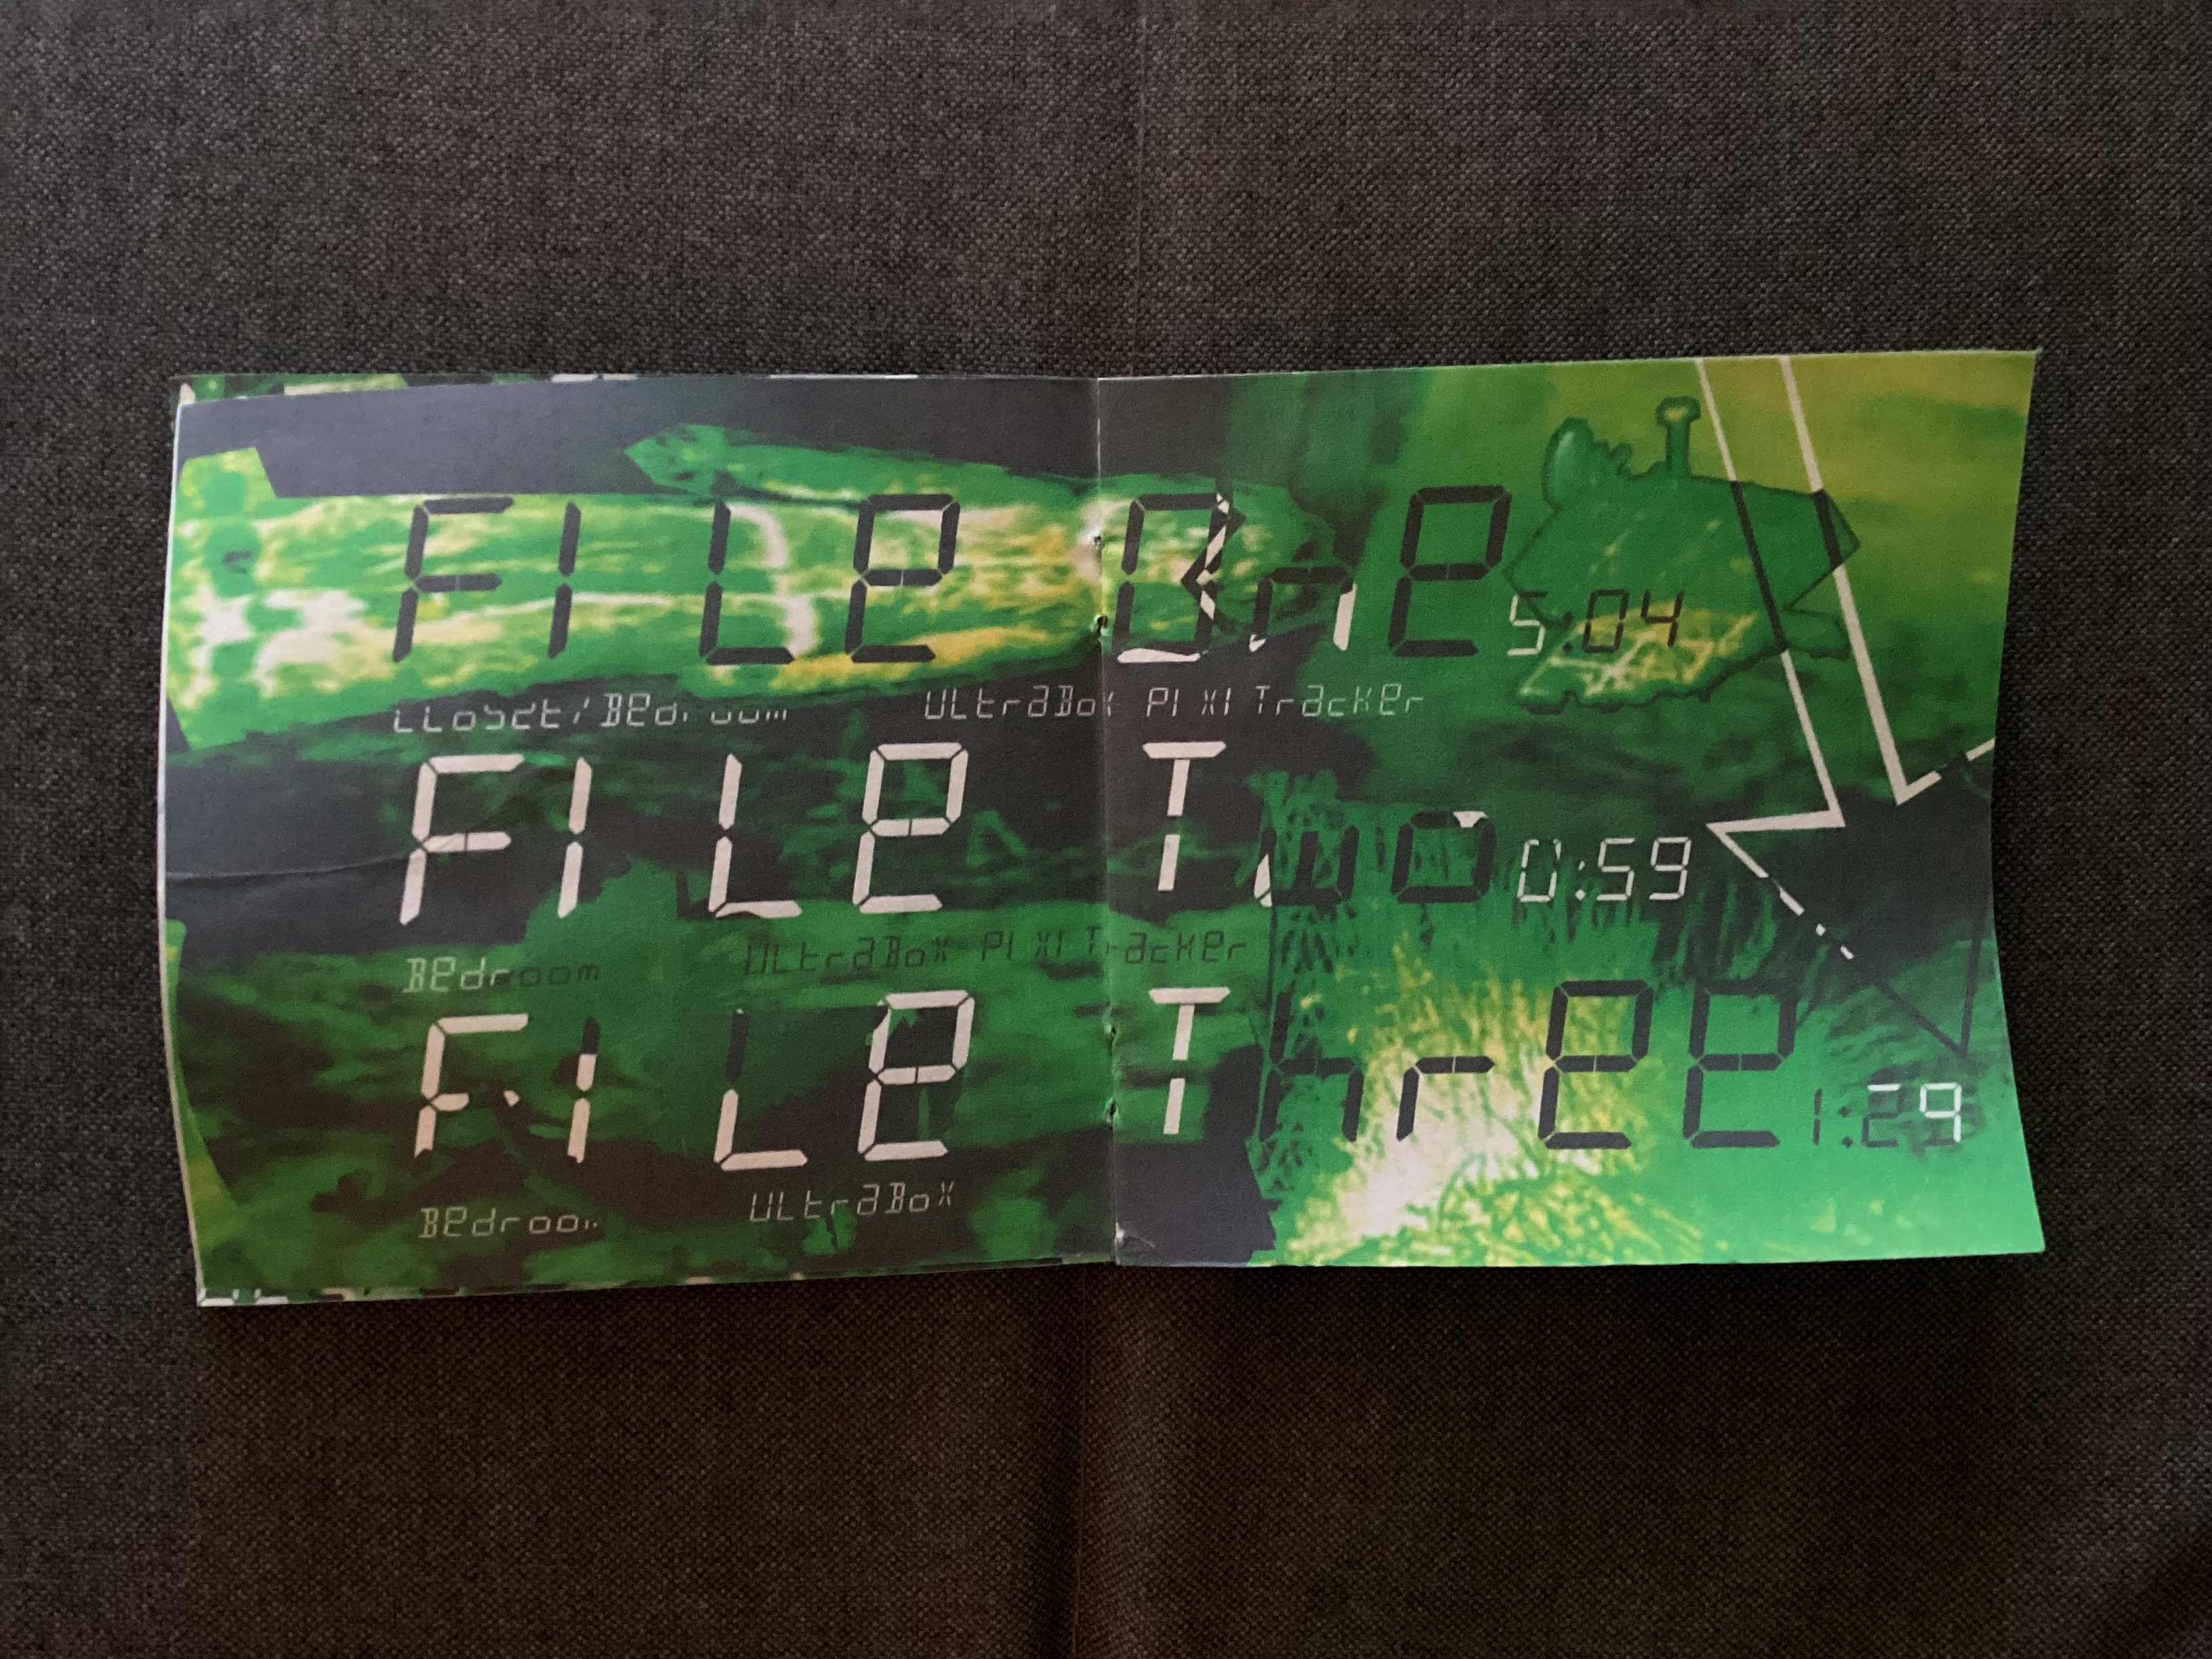 FILe One 5:04
Closet/Bedroom UltraBox PIXI Tracker
FILe Two 0:59
Bedroom UltraBox PIXI Tracker
FILe Three 1:29
Bedroom UltraBox